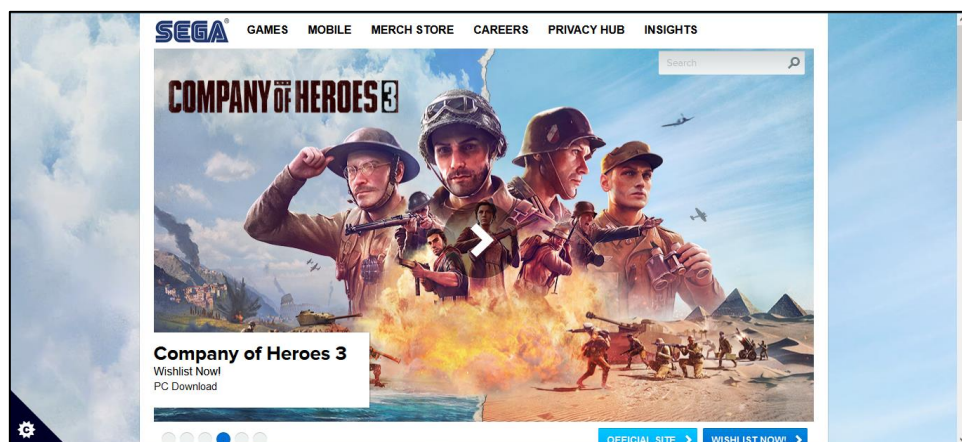 SEGA®
GAMES MOBILE MERCH STORE CAREERS PRIVACY HUB INSIGHTS
Search
COMPANY OF HEROES 3
Company of Heroes 3
Wishlist Now!
PC Download
OFFICIAL SITE
WISHLIST NOW!